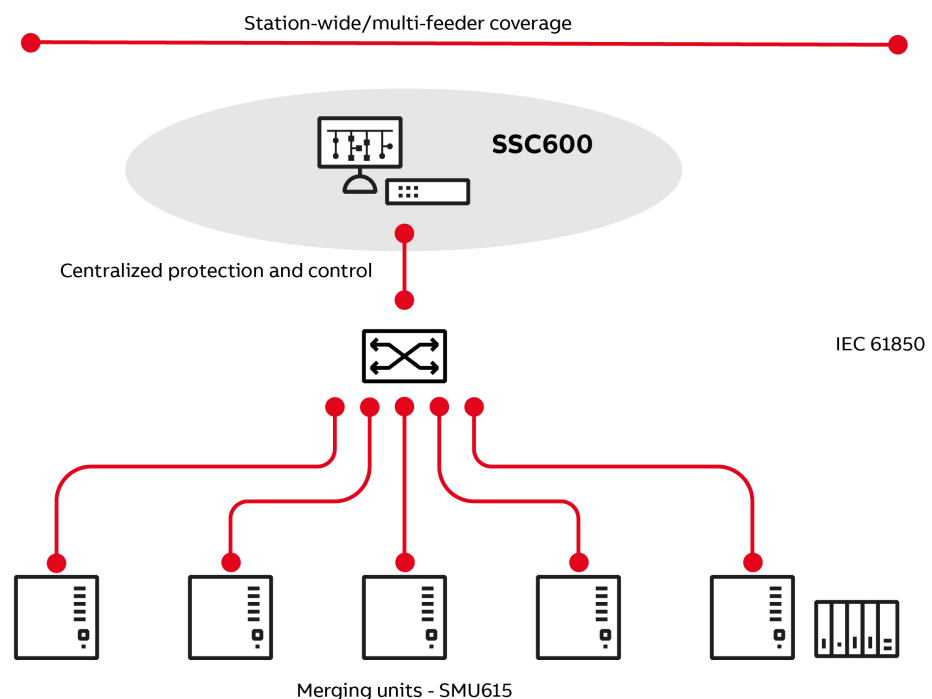 Station-wide/multi-feeder coverage
SSC600
Centralized protection and control
IEC 61850
Merging units - SMU615